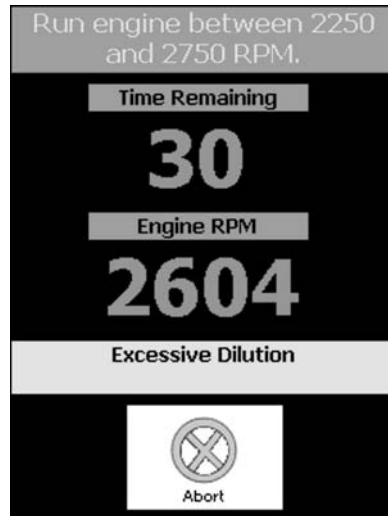 Run engine between 2250
and 2750 RPM.
Time Remaining
30
Engine RPM
2604
Excessive Dilution
Abort